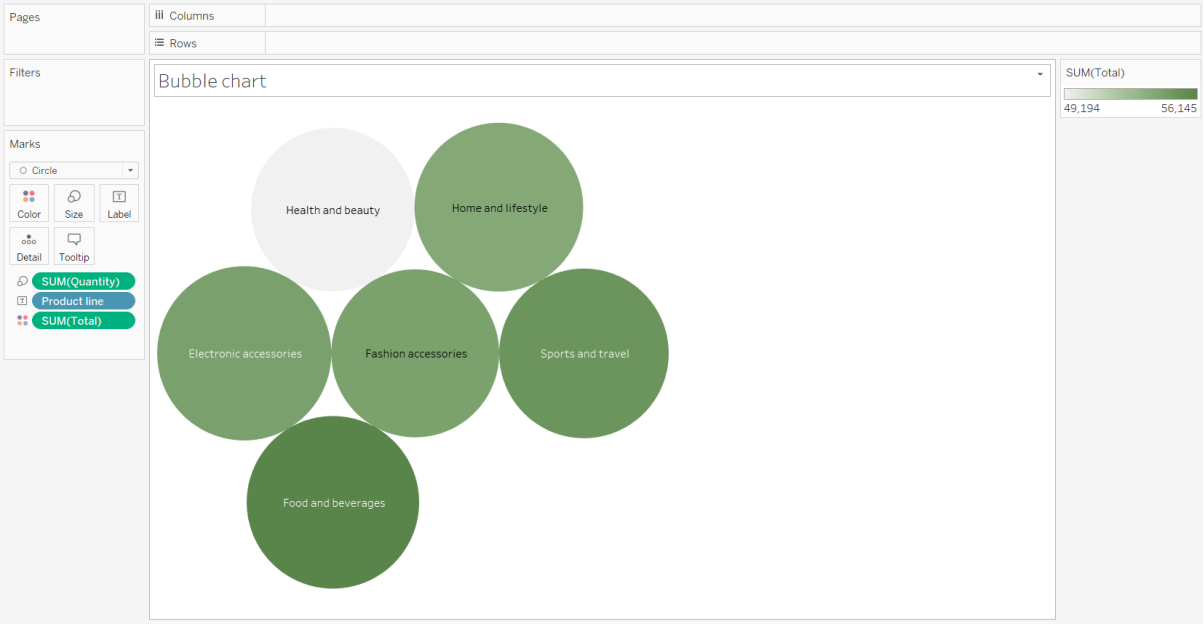 Pages
Columns
Rows
Filters
Marks
Circle
Color
Size
Label
Detail
Tooltip
SUM(Quantity)
Product line
SUM(Total)
Bubble chart
Health and beauty
Home and lifestyle
Electronic accessories
Fashion accessories
Sports and travel
Food and beverages
SUM(Total)
49,194 56,145